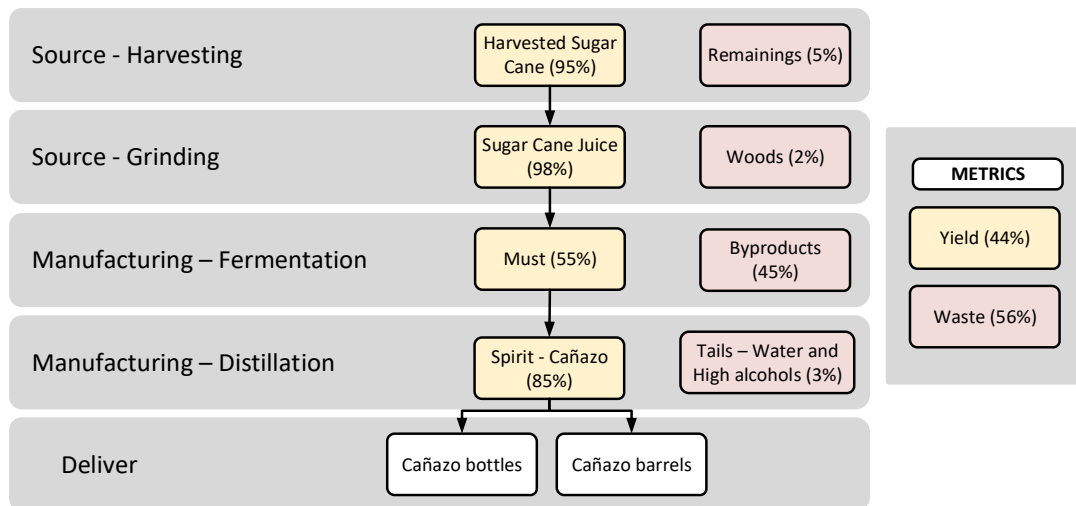 Source - Harvesting
Harvested Sugar
Cane (95%)
Remainings (5%)
Source - Grinding
Sugar Cane Juice
(98%)
Woods (2%)
Manufacturing – Fermentation
Must (55%)
Byproducts
(45%)
Manufacturing – Distillation
Spirit - Cañazo
(85%)
Tails – Water and
High alcohols (3%)
Deliver
Cañazo bottles
Cañazo barrels
METRICS
Yield (44%)
Waste (56%)